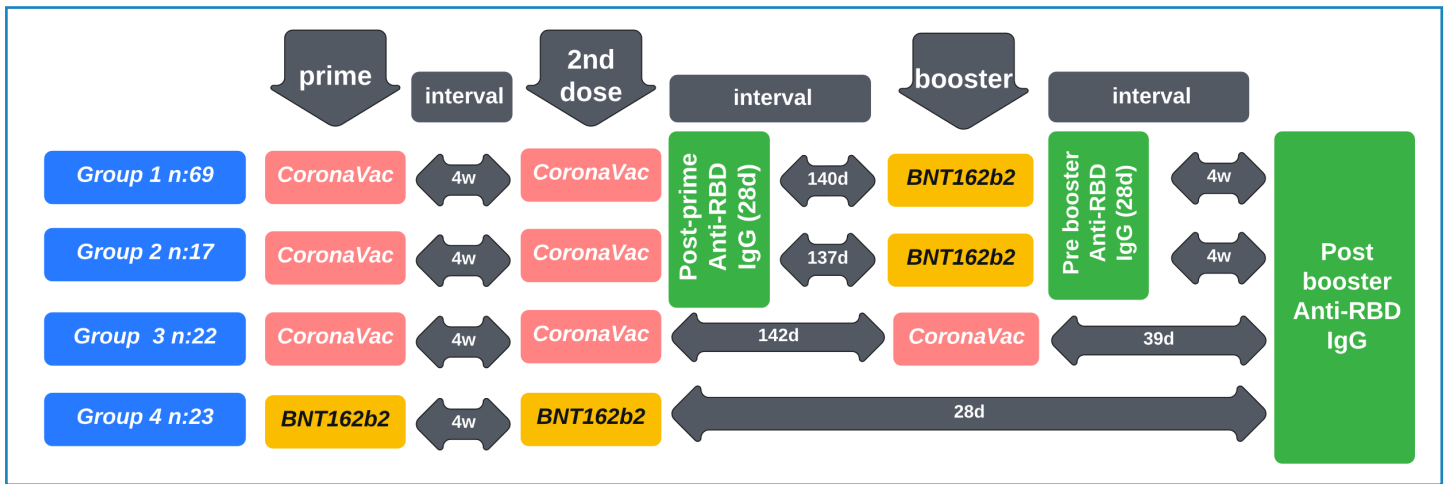 prime
interval
2nd
dose
interval
booster
interval
Group 1 n:69
CoronaVac
4w
CoronaVac
Post-prime
Anti-RBD
IgG (28d)
140d
BNT162b2
Pre booster
Anti-RBD
IgG (28d)
4w
Post
booster
Anti-RBD
IgG
Group 2 n:17
CoronaVac
4w
CoronaVac
137d
BNT162b2
4w
Group 3 n:22
CoronaVac
4w
CoronaVac
142d
CoronaVac
39d
Group 4 n:23
BNT162b2
4w
BNT162b2
28d